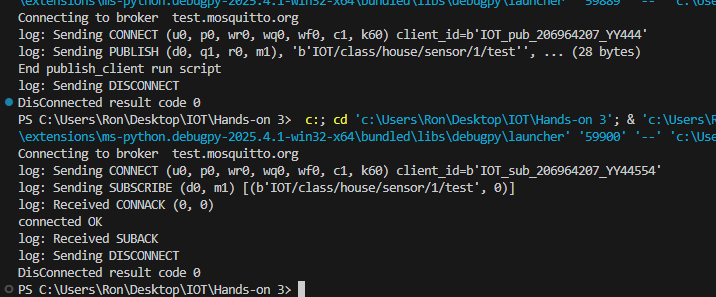 \extensions\ms-python.debugpy-2025.4.1-win32-x64\bundled\libs\debugpy\launcher' '59889' '--' 'c:\Users\
Connecting to broker  test.mosquitto.org
log: Sending CONNECT (u0, p0, wr0, wq0, wf0, c1, k60) client_id=b'IOT_pub_206964207_YY444'
log: Sending PUBLISH (d0, q1, r0, m1), 'b'IOT/class/house/sensor/1/test'', ... (28 bytes)
End publish_client run script
log: Sending DISCONNECT
DisConnected result code 0
PS C:\Users\Ron\Desktop\IOT\Hands-on 3>  c:; cd 'c:\Users\Ron\Desktop\IOT\Hands-on 3'; & 'c:\Users\R
\extensions\ms-python.debugpy-2025.4.1-win32-x64\bundled\libs\debugpy\launcher' '59900' '--' 'c:\Us
Connecting to broker  test.mosquitto.org
log: Sending CONNECT (u0, p0, wr0, wq0, wf0, c1, k60) client_id=b'IOT_sub_206964207_YY44554'
log: Sending SUBSCRIBE (d0, m1) [(b'IOT/class/house/sensor/1/test', 0)]
log: Received CONNACK (0, 0)
connected OK
log: Received SUBACK
log: Sending DISCONNECT
DisConnected result code 0
PS C:\Users\Ron\Desktop\IOT\Hands-on 3>